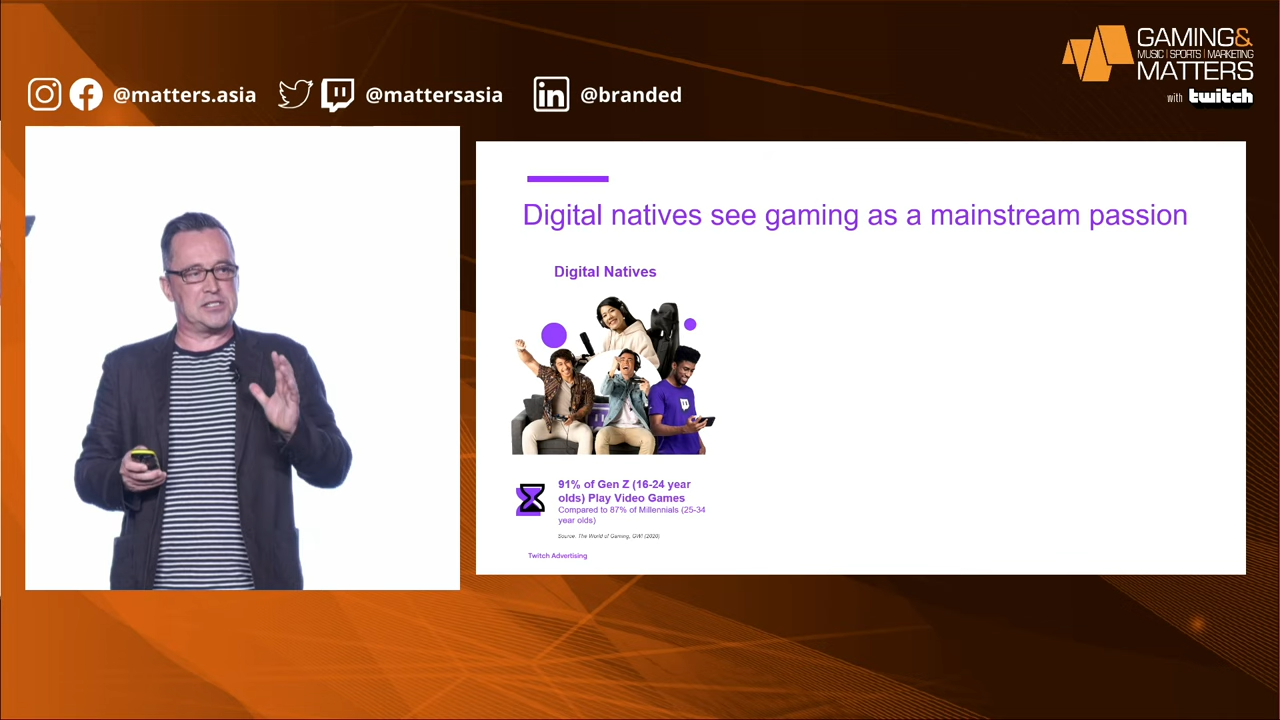 GAMING&
MUSIC | SPORTS | MARKETING
MATTERS
with twitch
@matters.asia @mattersasia @branded
Digital natives see gaming as a mainstream passion
Digital Natives
91% of Gen Z (16-24 year
olds) Play Video Games
Compared to 87% of Millennials (25-34
year olds)
Source: The World of Gaming, GWI (2020)
Twitch Advertising